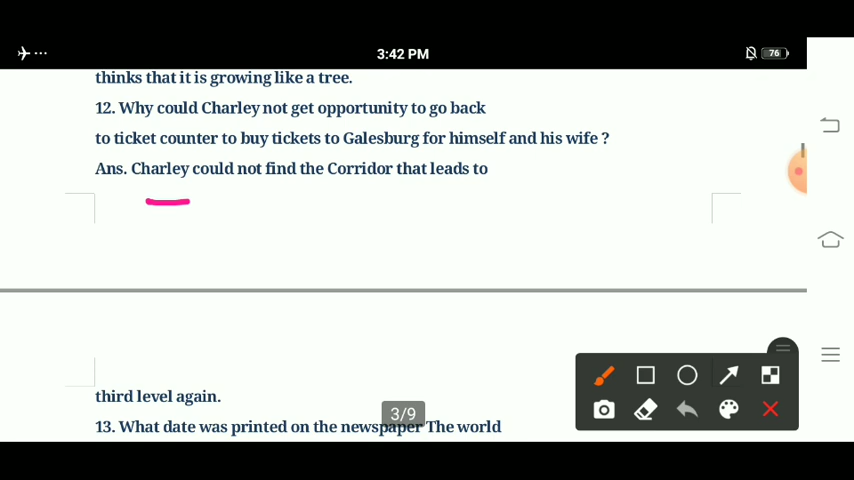 3:42 PM
76
thinks that it is growing like a tree.
12. Why could Charley not get opportunity to go back
to ticket counter to buy tickets to Galesburg for himself and his wife ?
Ans. Charley could not find the Corridor that leads to
third level again.
3/9
13. What date was printed on the newspaper The world